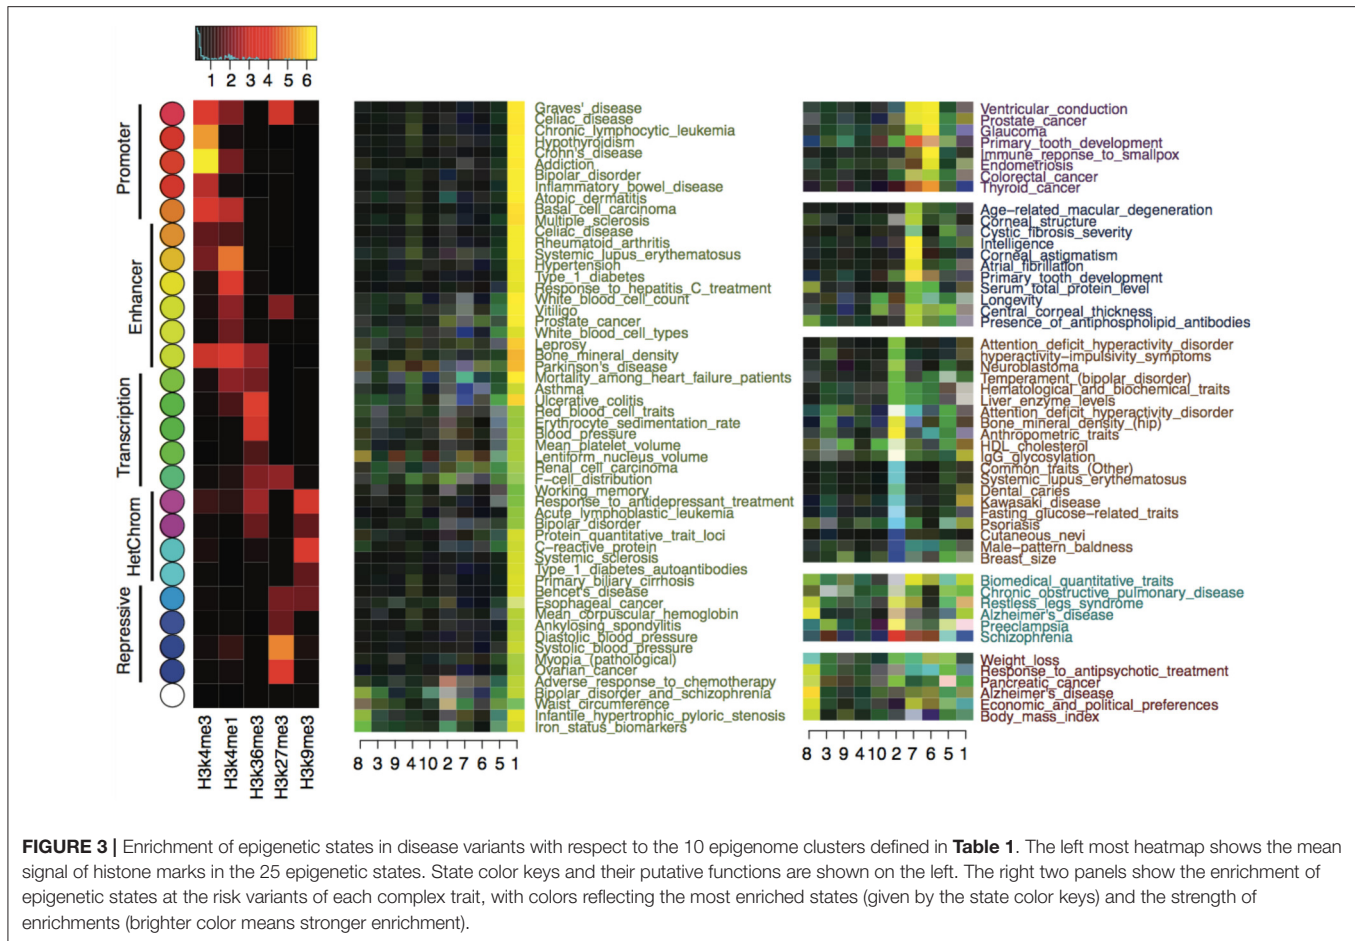 1 2 3 4 5 6
Promoter
Enhancer
Transcription
HetChrom
Repressive
H3k4me3
H3k4me1
H3k36me3
H3k27me3
H3k9me3
Graves'_disease
Celiac_disease
Chronic_lymphocytic_leukemia
Hypothyroidism
Crohn's_disease
Addiction
Bipolar_disorder
Inflammatory_bowel_disease
Atopic_dermatitis
Basal_cell_carcinoma
Multiple_sclerosis
Celiac_disease
Rheumatoid_arthritis
Systemic_lupus_erythematosus
Hypertension
Type_1_diabetes
Response_to_hepatitis_C_treatment
White_blood_cell_count
Vitiligo
Prostate_cancer
White_blood_cell_types
Leprosy
Bone_mineral_density
Parkinson's_disease
Mortality_among_heart_failure_patients
Asthma
Ulcerative_colitis
Red_blood_cell_traits
Erythrocyte_sedimentation_rate
Blood_pressure
Mean_platelet_volume
Lentiform_nucleus_volume
Renal_cell_carcinoma
F−cell_distribution
Working_memory
Response_to_antidepressant_treatment
Acute_lymphoblastic_leukemia
Bipolar_disorder
Protein_quantitative_trait_loci
C−reactive_protein
Systemic_sclerosis
Type_1_diabetes_autoantibodies
Primary_biliary_cirrhosis
Behcet's_disease
Esophageal_cancer
Mean_corpuscular_hemoglobin
Ankylosing_spondylitis
Diastolic_blood_pressure
Systolic_blood_pressure
Myopia_(pathological)
Ovarian_cancer
Adverse_response_to_chemotherapy
Bipolar_disorder_and_schizophrenia
Waist_circumference
Infantile_hypertrophic_pyloric_stenosis
Iron_status_biomarkers
8 3 9 4 10 2 7 6 5 1
Ventricular_conduction
Prostate_cancer
Glaucoma
Primary_tooth_development
Immune_reponse_to_smallpox
Endometriosis
Colorectal_cancer
Thyroid_cancer
Age−related_macular_degeneration
Corneal_structure
Cystic_fibrosis_severity
Intelligence
Corneal_astigmatism
Atrial_fibrillation
Primary_tooth_development
Serum_total_protein_level
Longevity
Central_corneal_thickness
Presence_of_antiphospholipid_antibodies
Attention_deficit_hyperactivity_disorder
hyperactivity−impulsivity_symptoms
Neuroblastoma
Temperament_(bipolar_disorder)
Hematological_and_biochemical_traits
Liver_enzyme_levels
Attention_deficit_hyperactivity_disorder
Bone_mineral_density_(hip)
Anthropometric_traits
HDL_cholesterol
IgG_glycosylation
Common_traits_(Other)
Systemic_lupus_erythematosus
Dental_caries
Kawasaki_disease
Fasting_glucose−related_traits
Psoriasis
Cutaneous_nevi
Male−pattern_baldness
Breast_size
Biomedical_quantitative_traits
Chronic_obstructive_pulmonary_disease
Restless_legs_syndrome
Alzheimer's_disease
Preeclampsia
Schizophrenia
Weight_loss
Response_to_antipsychotic_treatment
Pancreatic_cancer
Alzheimer's_disease
Economic_and_political_preferences
Body_mass_index
8 3 9 4 10 2 7 6 5 1
FIGURE 3 | Enrichment of epigenetic states in disease variants with respect to the 10 epigenome clusters defined in Table 1. The left most heatmap shows the mean
signal of histone marks in the 25 epigenetic states. State color keys and their putative functions are shown on the left. The right two panels show the enrichment of
epigenetic states at the risk variants of each complex trait, with colors reflecting the most enriched states (given by the state color keys) and the strength of
enrichments (brighter color means stronger enrichment).